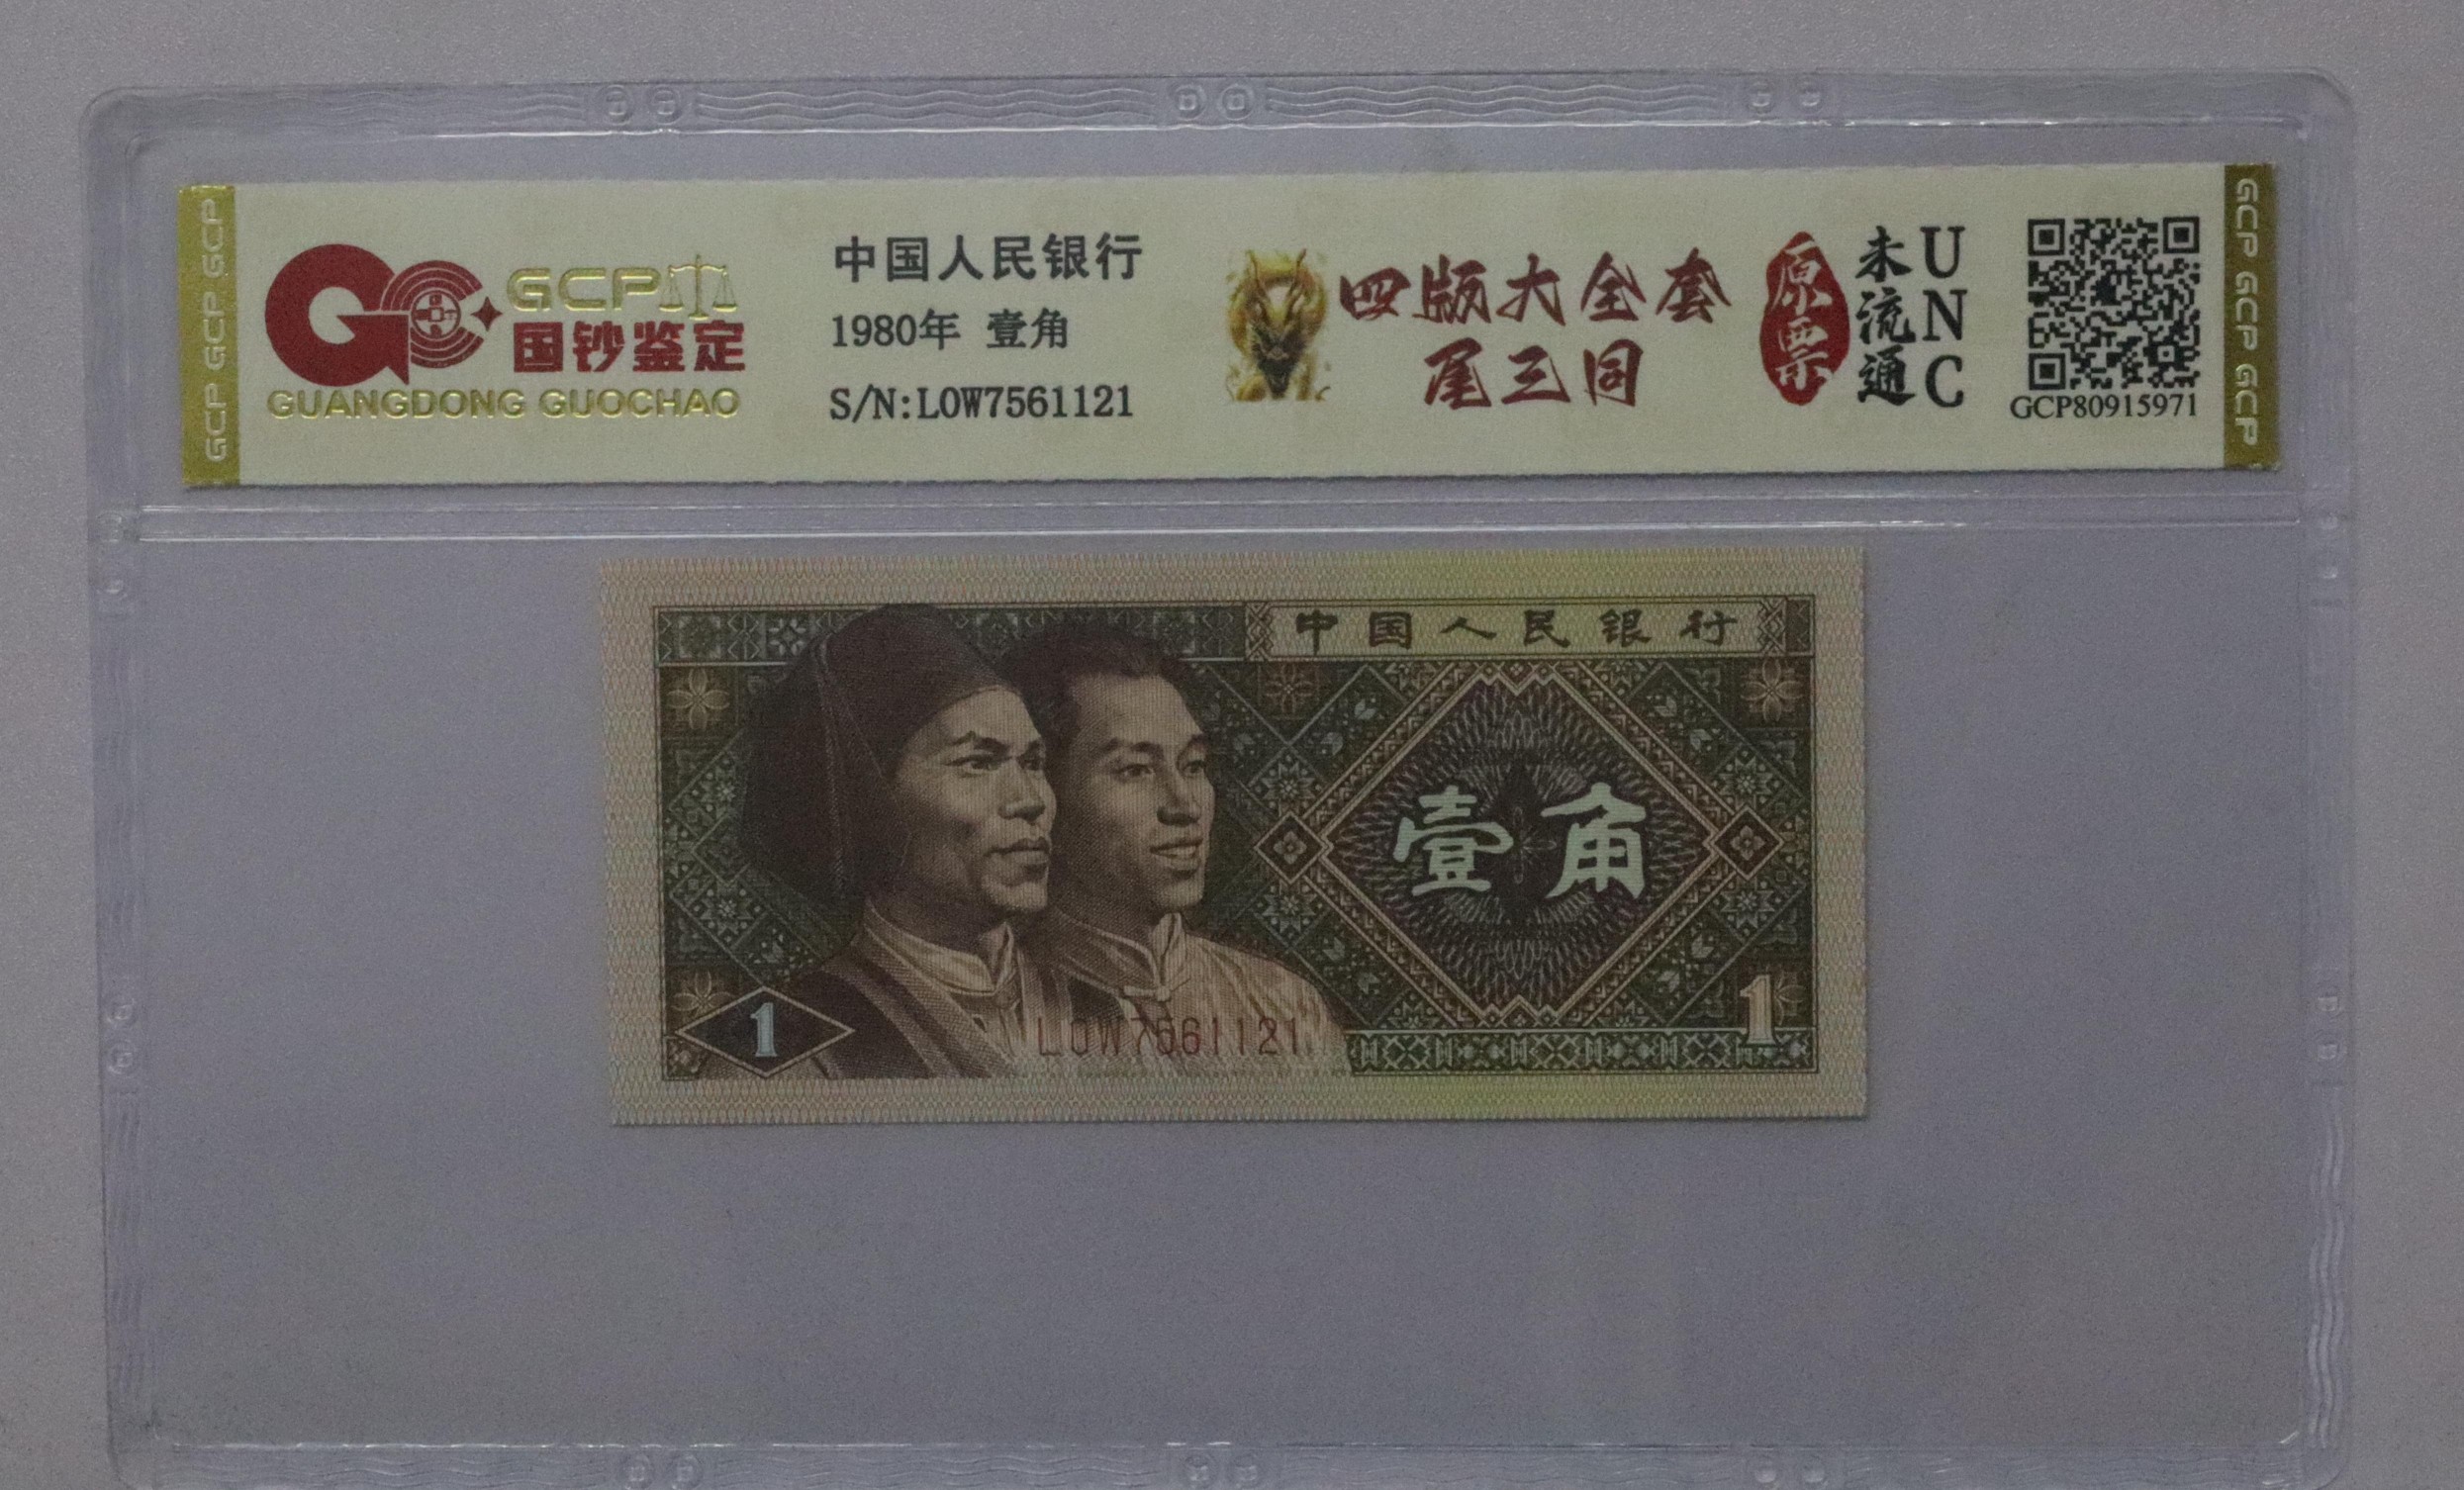 GCP GCP GCP
GCP
国钞鉴定
GUANGDONG GUOCHAO
中国人民银行
1980年 壹角
S/N:LOW7561121
四版大全套
尾三同
原票
未流通
UNC
GCP80915971
GCP GCP GCP
中国人民银行
壹角
1
LOW7561121
1